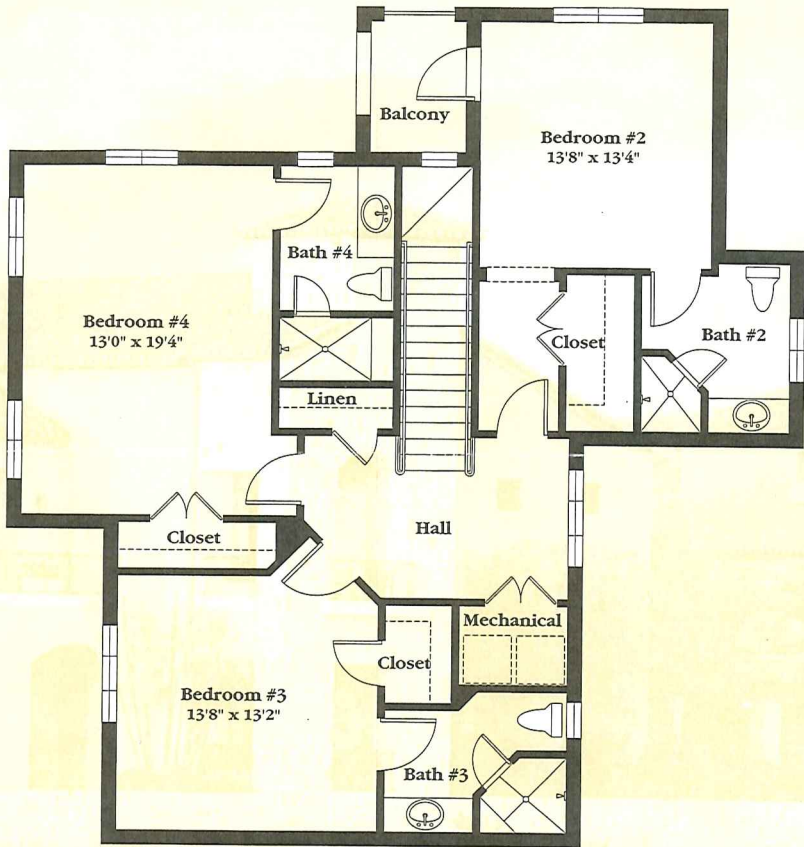 Balcony
Bedroom #2
13'8" x 13'4"
Bath #4
Bedroom #4
13'0" x 19'4"
Closet
Bath #2
Linen
Closet
Hall
Mechanical
Closet
Bedroom #3
13'8" x 13'2"
Bath #3